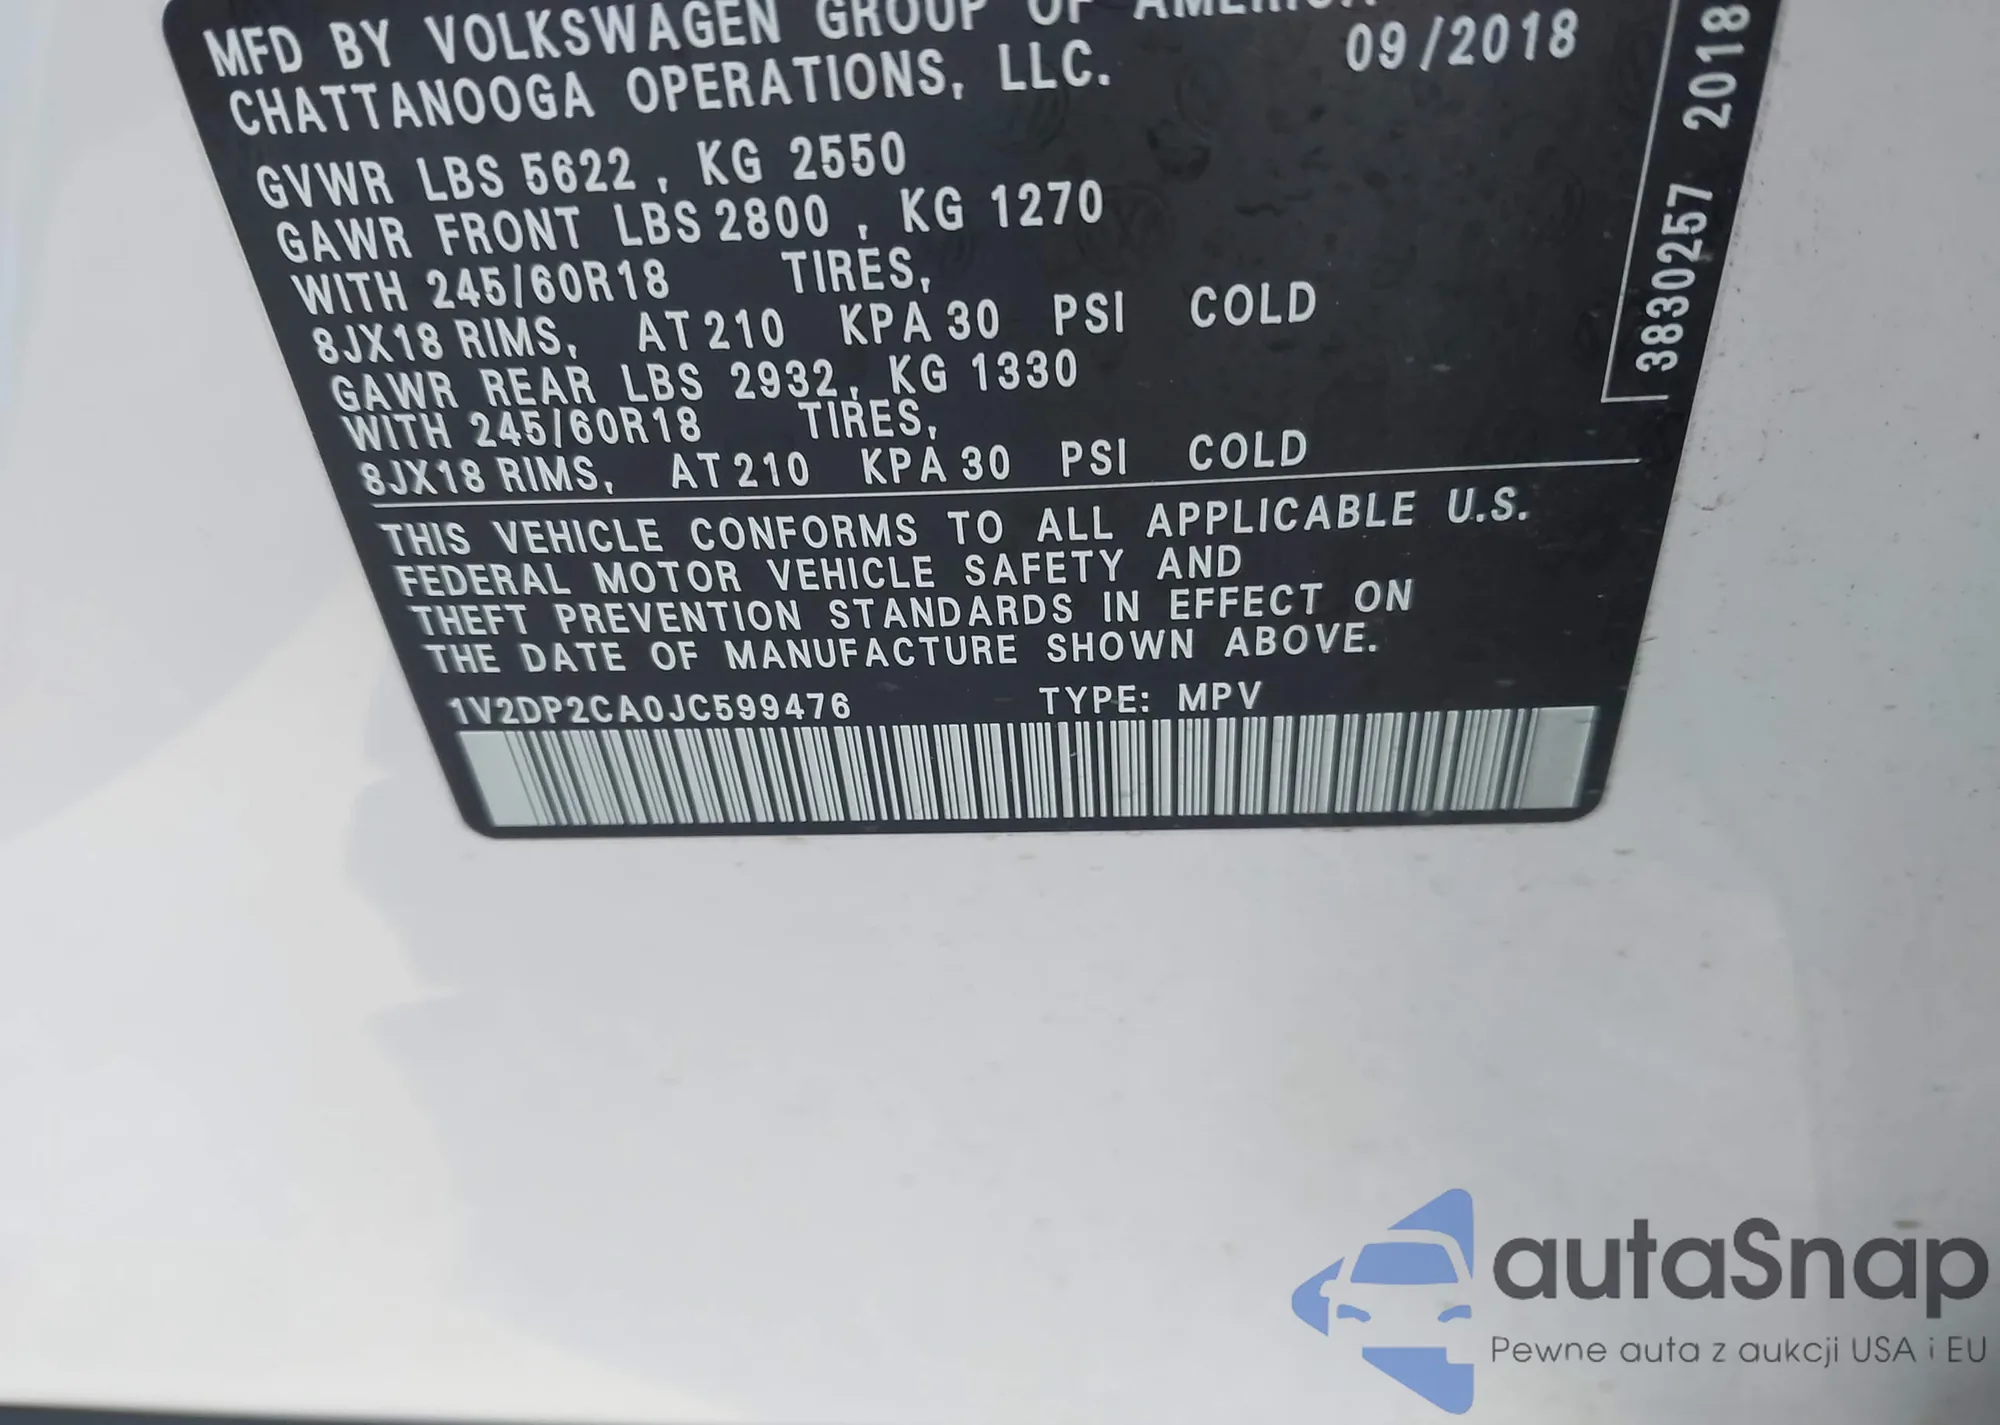 MFD BY VOLKSWAGEN GROUP OF AMERICA
CHATTANOOGA OPERATIONS, LLC.
09/2018
GVWR LBS 5622 , KG 2550
GAWR FRONT LBS 2800 , KG 1270
WITH 245/60R18 TIRES,
8JX18 RIMS, AT 210 KPA 30 PSI COLD
GAWR REAR LBS 2932, KG 1330
WITH 245/60R18 TIRES,
8JX18 RIMS, AT 210 KPA 30 PSI COLD
THIS VEHICLE CONFORMS TO ALL APPLICABLE U.S.
FEDERAL MOTOR VEHICLE SAFETY AND
THEFT PREVENTION STANDARDS IN EFFECT ON
THE DATE OF MANUFACTURE SHOWN ABOVE.
1V2DP2CA0JC599476 TYPE: MPV
3830257 2018
autaSnap
Pewne auta z aukcji USA i EU